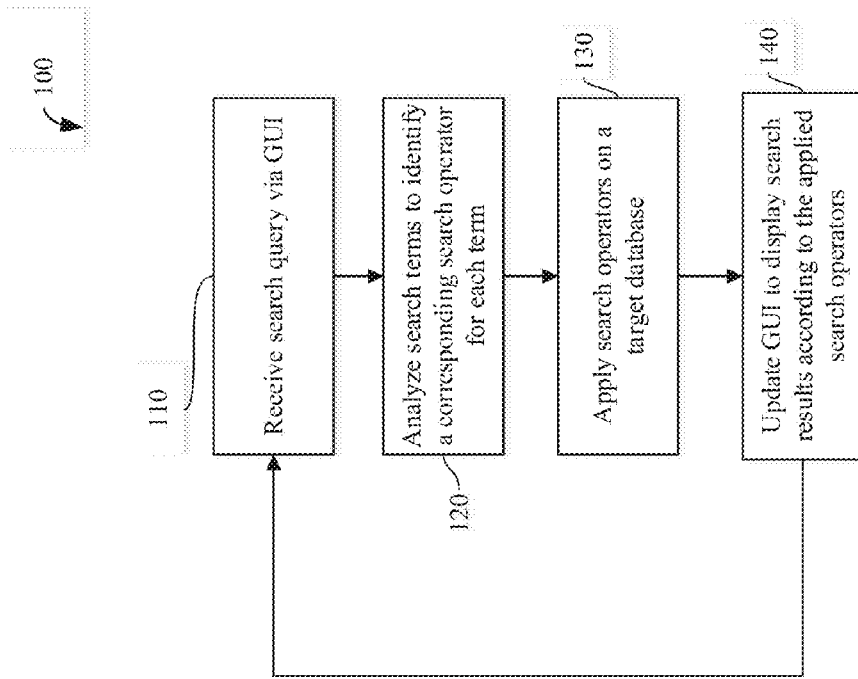 100
110
Receive search query via GUI
Analyze search terms to identify
a corresponding search operator
for each term
120
130
Apply search operators on a
target database
140
Update GUI to display search
results according to the applied
search operators